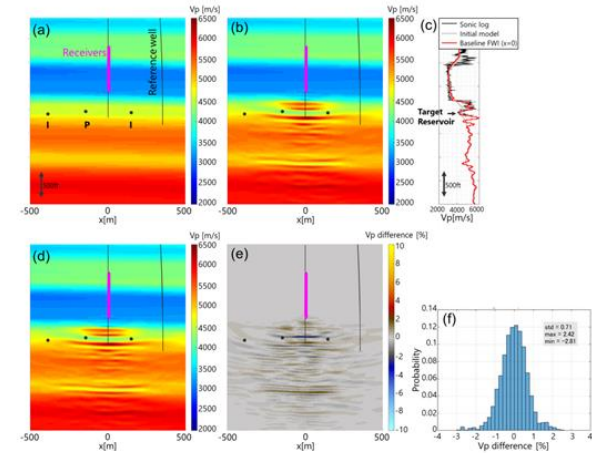 Vp [m/s]
(a)
Receivers
Reference well
I
P
I
500ft
-500
0
500
x[m]
6500
6000
5500
5000
4500
4000
3500
3000
2500
2000
Vp [m/s]
(b)
-500
0
500
x[m]
6500
6000
5500
5000
4500
4000
3500
3000
2500
2000
(c)
Sonic log
Initial model
Baseline FWI (x=0)
Target
Reservoir
500ft
2000
4000
6000
Vp[m/s]
Vp [m/s]
(d)
-500
0
500
x[m]
6500
6000
5500
5000
4500
4000
3500
3000
2500
2000
Vp difference [%]
(e)
-500
0
500
x[m]
10
8
6
4
2
0
-2
-4
-6
-8
-10
(f)
std = 0.71
max = 2.42
min = -2.81
Probability
0.14
0.12
0.10
0.08
0.06
0.04
0.02
0
-4
-3
-2
-1
0
1
2
3
4
Vp difference [%]